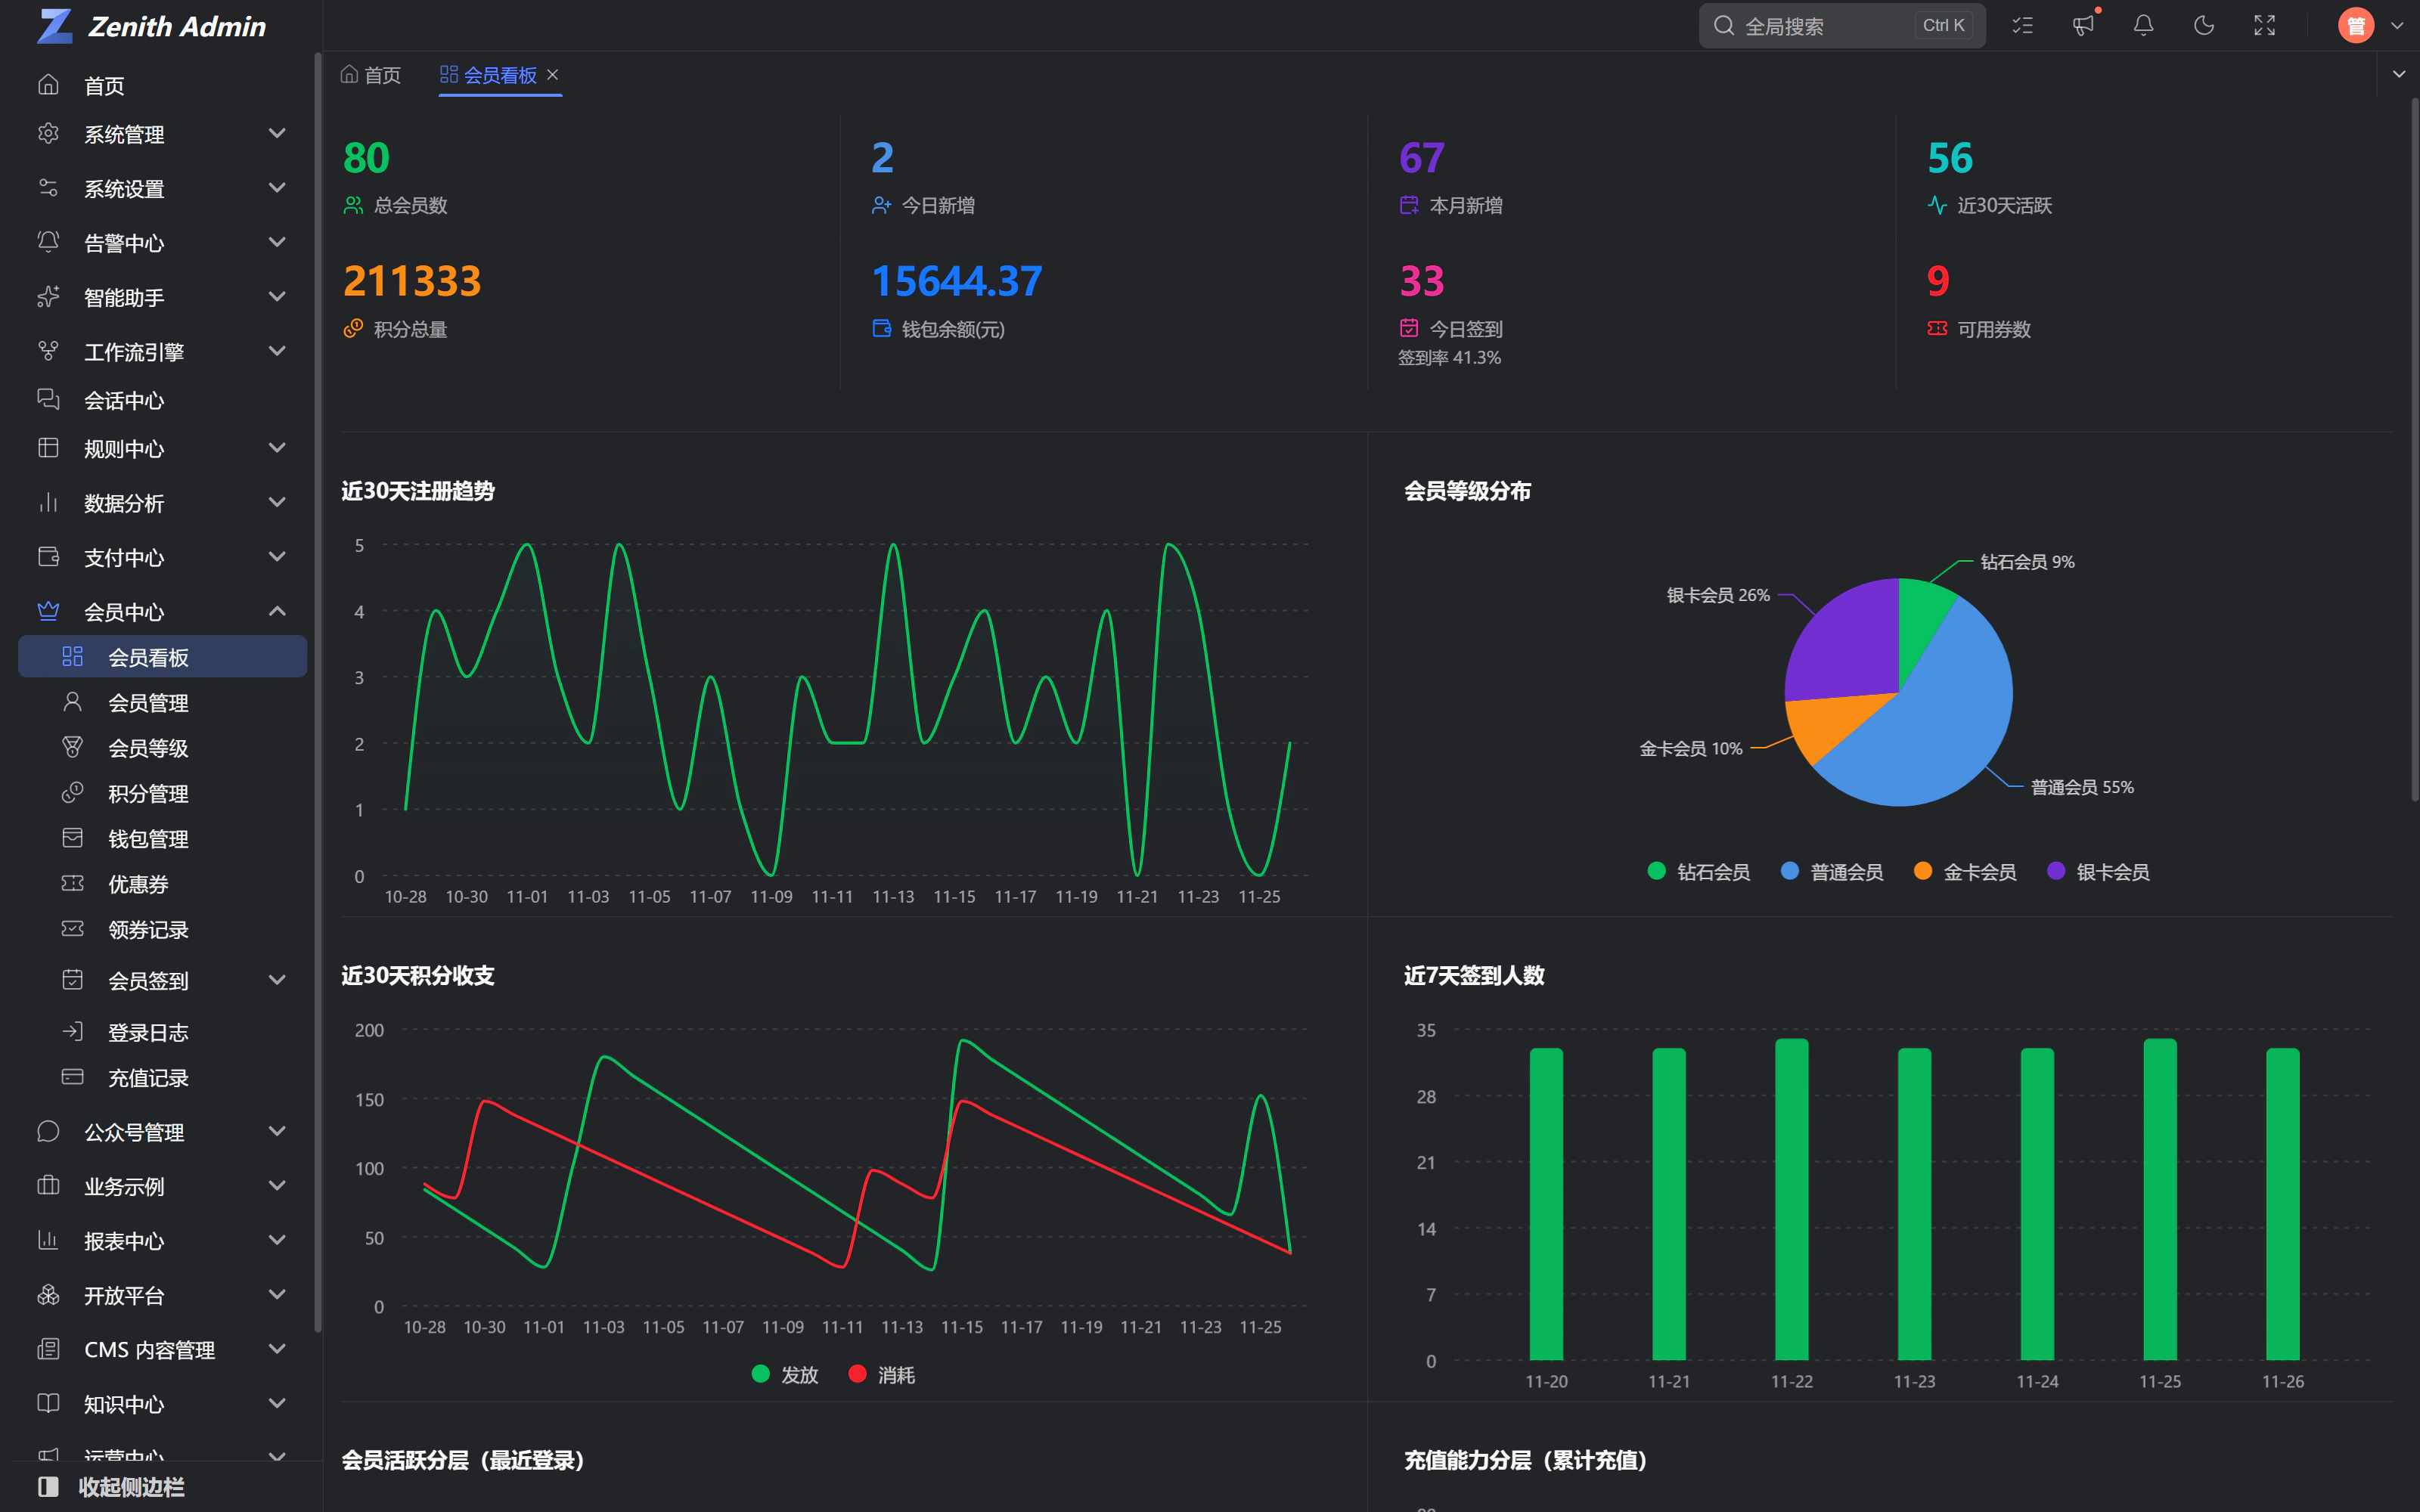 Zenith Admin
全局搜索 Ctrl K
管
首页
系统管理
系统设置
告警中心
智能助手
工作流引擎
会话中心
规则中心
数据分析
支付中心
会员中心
会员看板
会员管理
会员等级
积分管理
钱包管理
优惠券
领券记录
会员签到
登录日志
充值记录
公众号管理
业务示例
报表中心
开放平台
CMS 内容管理
知识中心
运营中心
收起侧边栏
首页 会员看板
80
总会员数
2
今日新增
67
本月新增
56
近30天活跃
211333
积分总量
15644.37
钱包余额(元)
33
今日签到
签到率 41.3%
9
可用券数
近30天注册趋势
5
4
3
2
1
0
10-28 10-30 11-01 11-03 11-05 11-07 11-09 11-11 11-13 11-15 11-17 11-19 11-21 11-23 11-25
会员等级分布
钻石会员 9%
银卡会员 26%
金卡会员 10%
普通会员 55%
钻石会员 普通会员 金卡会员 银卡会员
近30天积分收支
200
150
100
50
0
10-28 10-30 11-01 11-03 11-05 11-07 11-09 11-11 11-13 11-15 11-17 11-19 11-21 11-23 11-25
发放 消耗
近7天签到人数
35
28
21
14
7
0
11-20 11-21 11-22 11-23 11-24 11-25 11-26
会员活跃分层（最近登录）
充值能力分层（累计充值）